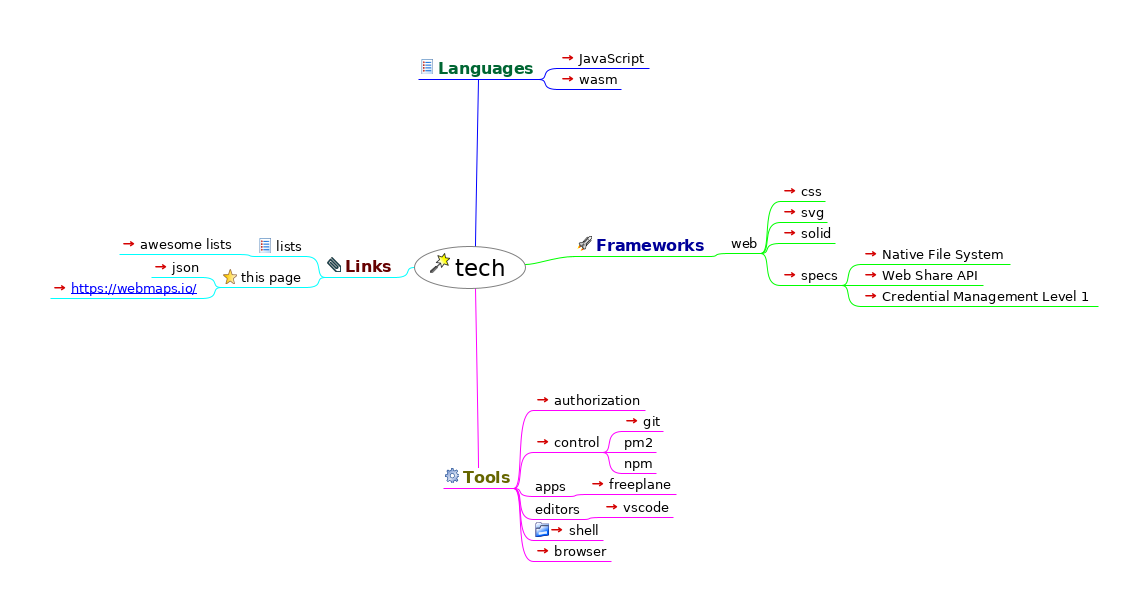 Languages
JavaScript
wasm
tech
Frameworks
web
css
svg
solid
specs
Native File System
Web Share API
Credential Management Level 1
Links
lists
awesome lists
this page
json
https://webmaps.io/
Tools
authorization
control
git
pm2
npm
apps
freeplane
editors
vscode
shell
browser